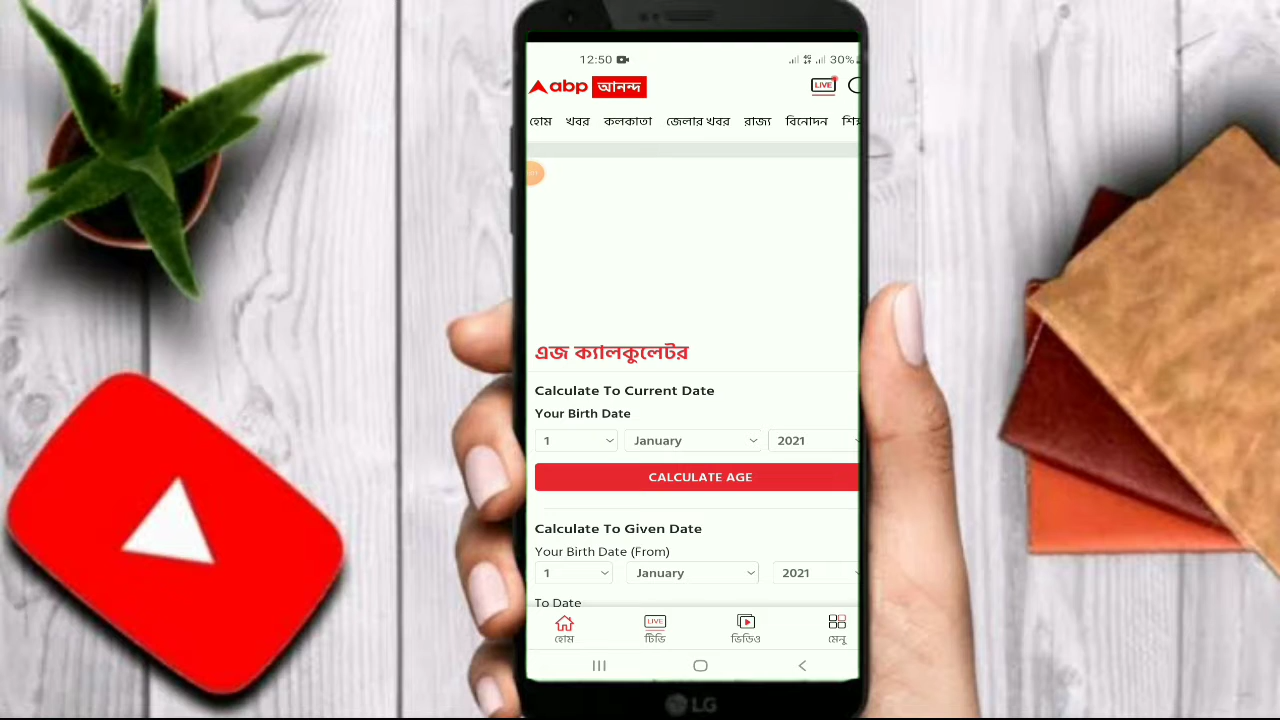 12:50 30%
abp আনন্দ LIVE
হোম খবর কলকাতা জেলার খবর রাজ্য বিনোদন
এজ ক্যালকুলেটর
Calculate To Current Date
Your Birth Date
1 January 2021
CALCULATE AGE
Calculate To Given Date
Your Birth Date (From)
1 January 2021
To Date
LIVE
হোম টিভি ভিডিও মেনু
LG